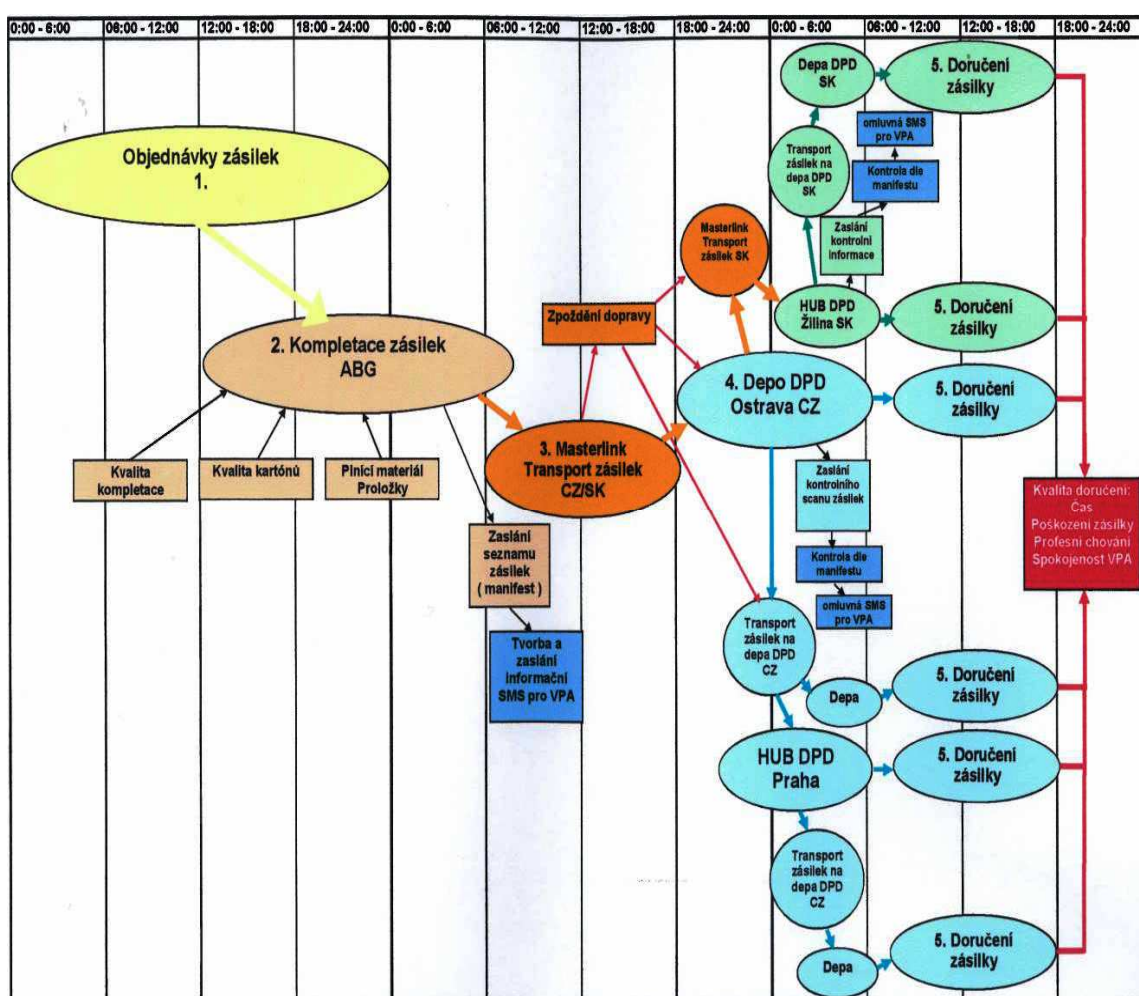 0:00 - 6:00
06:00 - 12:00
12:00 - 18:00
18:00 - 24:00
0:00 - 6:00
06:00 - 12:00
12:00 - 18:00
18:00 - 24:00
0:00 - 6:00
06:00 - 12:00
12:00 - 18:00
18:00 - 24:00
Objednávky zásilek
1.
2. Kompletace zásilek
ABG
Kvalita
kompletace
Kvalita kartónů
Plnicí materiál
Proložky
Zaslání
seznamu
zásilek
( manifest )
Tvorba a
zaslání
informační
SMS pro VPA
3. Masterlink
Transport zásilek
CZ/SK
Zpoždění dopravy
Masterlink
Transport
zásilek SK
4. Depo DPD
Ostrava CZ
Depa DPD
SK
5. Doručení
zásilky
Transport
zásilek na
depa DPD
SK
omluvná SMS
pro VPA
Kontrola dle
manifestu
Zaslání
kontrolní
informace
HUB DPD
Žilina SK
5. Doručení
zásilky
5. Doručení
zásilky
Zaslání
kontrolního
scanu zásilek
Kontrola dle
manifestu
omluvná SMS
pro VPA
Kvalita doručení:
Čas
Poškození zásilky
Profesní chování
Spokojenost VPA
Transport
zásilek na
depa DPD
CZ
Depa
5. Doručení
zásilky
HUB DPD
Praha
5. Doručení
zásilky
Transport
zásilek na
depa DPD
CZ
Depa
5. Doručení
zásilky